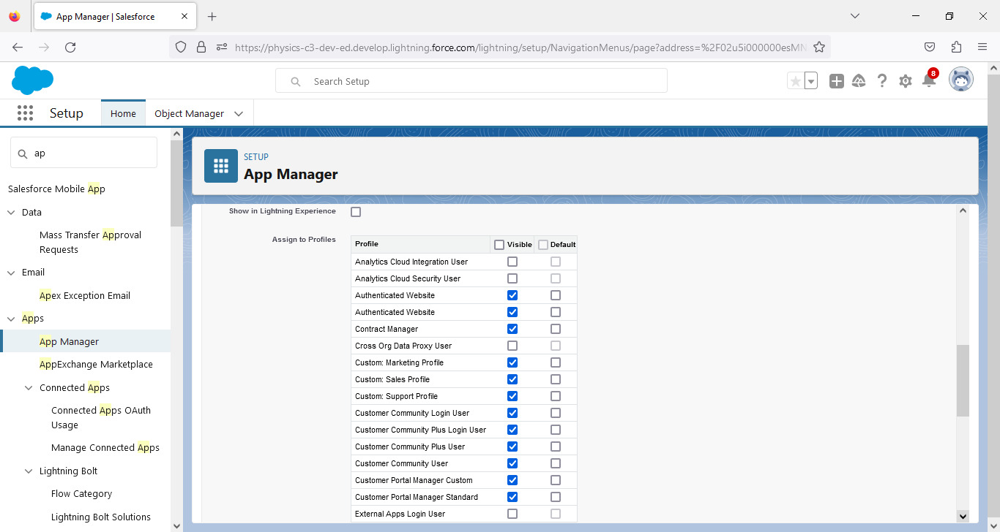 App Manager | Salesforce
https://physics-c3-dev-ed.develop.lightning.force.com/lightning/setup/NavigationMenus/page?address=%2F02u5i000000esMN
Search Setup
8
Setup
Home
Object Manager
ap
Salesforce Mobile App
Data
Mass Transfer Approval
Requests
Email
Apex Exception Email
Apps
App Manager
AppExchange Marketplace
Connected Apps
Connected Apps OAuth
Usage
Manage Connected Apps
Lightning Bolt
Flow Category
Lightning Bolt Solutions
SETUP
App Manager
Show in Lightning Experience
Assign to Profiles
Profile Visible Default
Analytics Cloud Integration User
Analytics Cloud Security User
Authenticated Website
Authenticated Website
Contract Manager
Cross Org Data Proxy User
Custom: Marketing Profile
Custom: Sales Profile
Custom: Support Profile
Customer Community Login User
Customer Community Plus Login User
Customer Community Plus User
Customer Community User
Customer Portal Manager Custom
Customer Portal Manager Standard
External Apps Login User